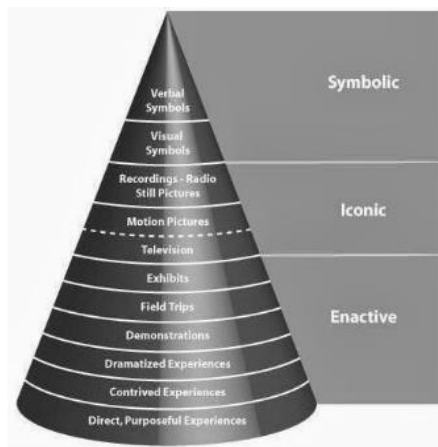 Verbal
Symbols
Visual
Symbols
Recordings - Radio
Still Pictures
Motion Pictures
Television
Exhibits
Field Trips
Demonstrations
Dramatized Experiences
Contrived Experiences
Direct, Purposeful Experiences
Symbolic
Iconic
Enactive